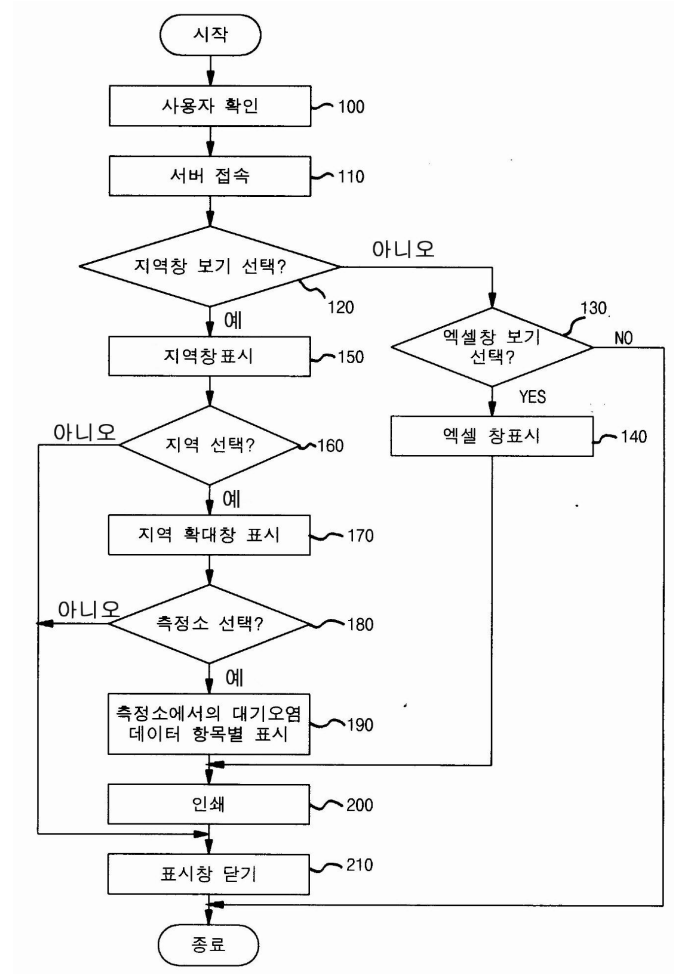 시작
사용자 확인
100
서버 접속
110
지역창 보기 선택?
아니오
120
예
130
엑셀창 보기
선택?
NO
지역창표시
150
YES
아니오
지역 선택?
160
엑셀 창표시
140
예
지역 확대창 표시
170
아니오
측정소 선택?
180
예
측정소에서의 대기오염
데이터 항목별 표시
190
인쇄
200
표시창 닫기
210
종료